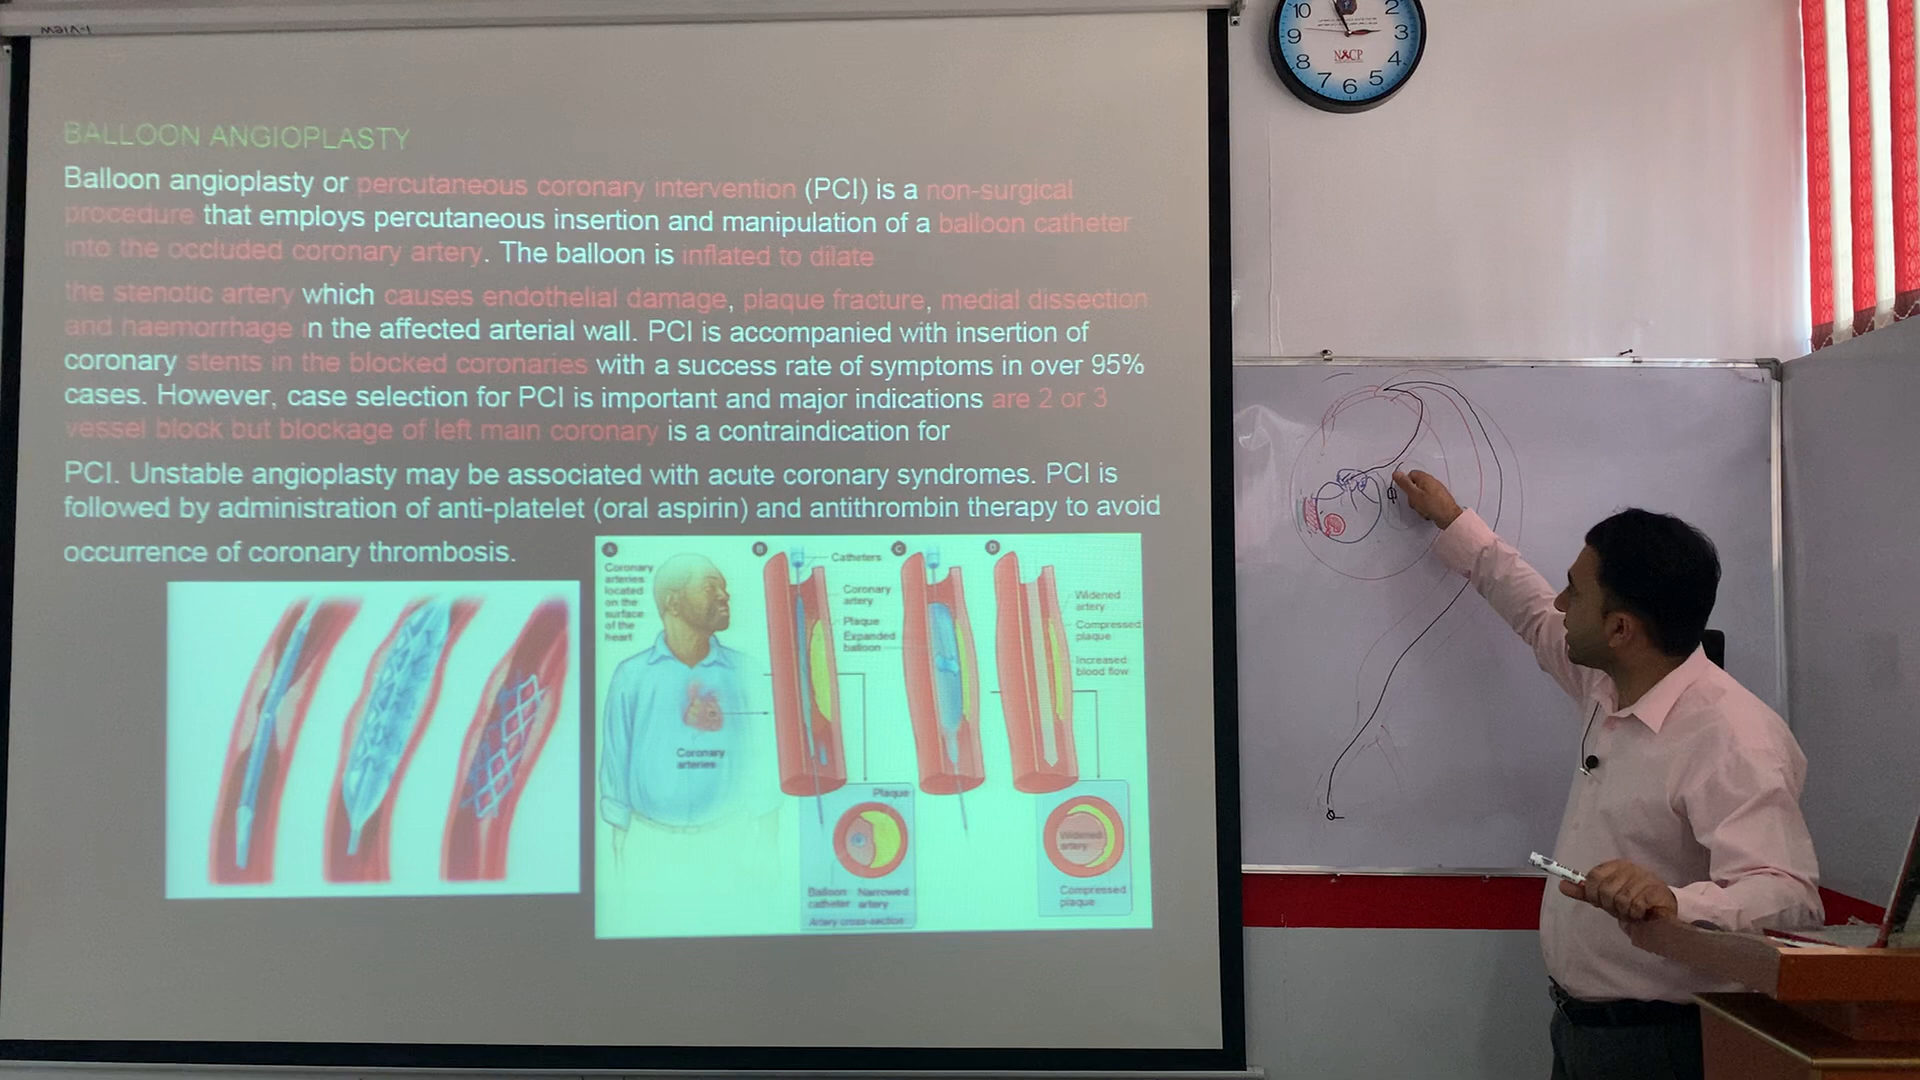 I-View
BALLOON ANGIOPLASTY
Balloon angioplasty or percutaneous coronary intervention (PCI) is a non-surgical
procedure that employs percutaneous insertion and manipulation of a balloon catheter
into the occluded coronary artery. The balloon is inflated to dilate
the stenotic artery which causes endothelial damage, plaque fracture, medial dissection
and haemorrhage in the affected arterial wall. PCI is accompanied with insertion of
coronary stents in the blocked coronaries with a success rate of symptoms in over 95%
cases. However, case selection for PCI is important and major indications are 2 or 3
vessel block but blockage of left main coronary is a contraindication for
PCI. Unstable angioplasty may be associated with acute coronary syndromes. PCI is
followed by administration of anti-platelet (oral aspirin) and antithrombin therapy to avoid
occurrence of coronary thrombosis.
A
Coronary
arteries
located
on the
surface
of the
heart
Coronary
arteries
B
Catheters
Coronary
artery
Plaque
Expanded
balloon
C
D
Widened
artery
Compressed
plaque
Increased
blood flow
Plaque
Balloon Narrowed
catheter artery
Artery cross-section
Widened
artery
Compressed
plaque
10 2
9 3
8 4
7 6 5
NACP